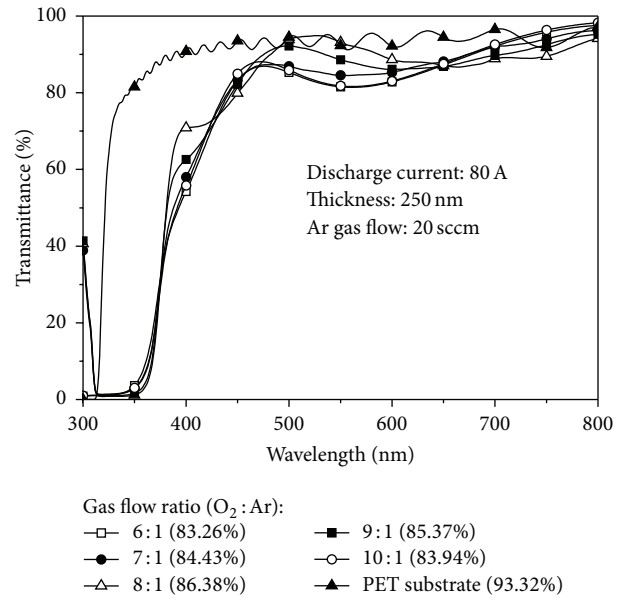 100
80
60
40
20
0
Transmittance (%)
Discharge current: 80 A
Thickness: 250 nm
Ar gas flow: 20 sccm
300 400 500 600 700 800
Wavelength (nm)
Gas flow ratio (O₂ : Ar):
6 : 1 (83.26%)
7 : 1 (84.43%)
8 : 1 (86.38%)
9 : 1 (85.37%)
10 : 1 (83.94%)
PET substrate (93.32%)